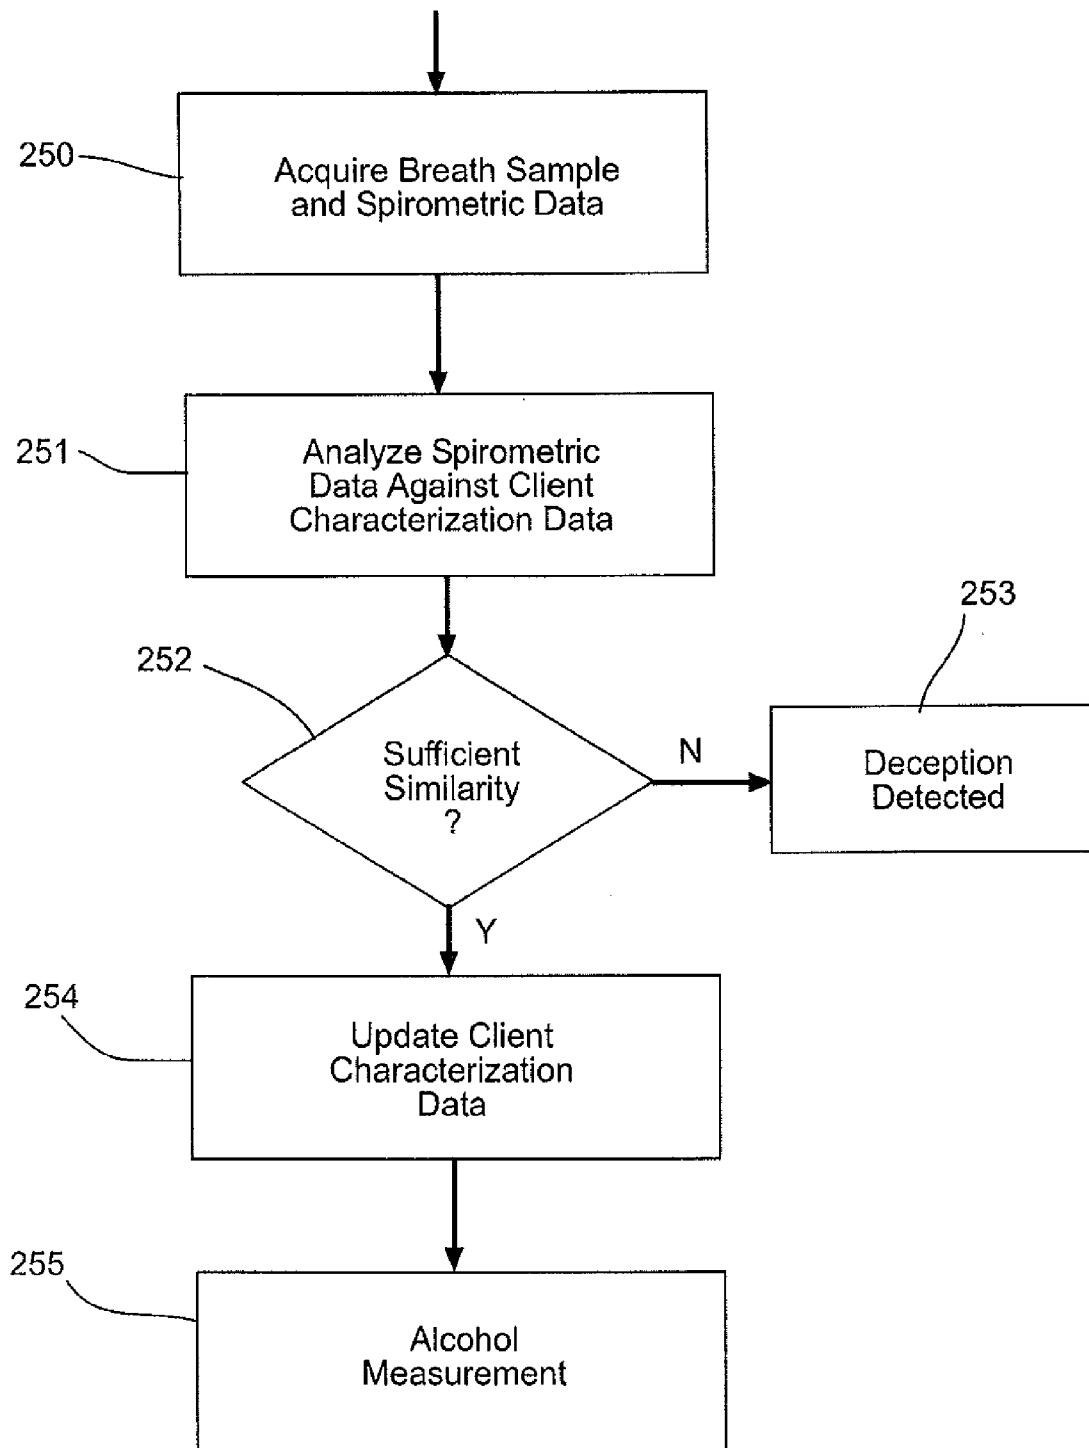 250
Acquire Breath Sample
and Spirometric Data
251
Analyze Spirometric
Data Against Client
Characterization Data
252
Sufficient
Similarity
?
N
253
Deception
Detected
Y
254
Update Client
Characterization
Data
255
Alcohol
Measurement